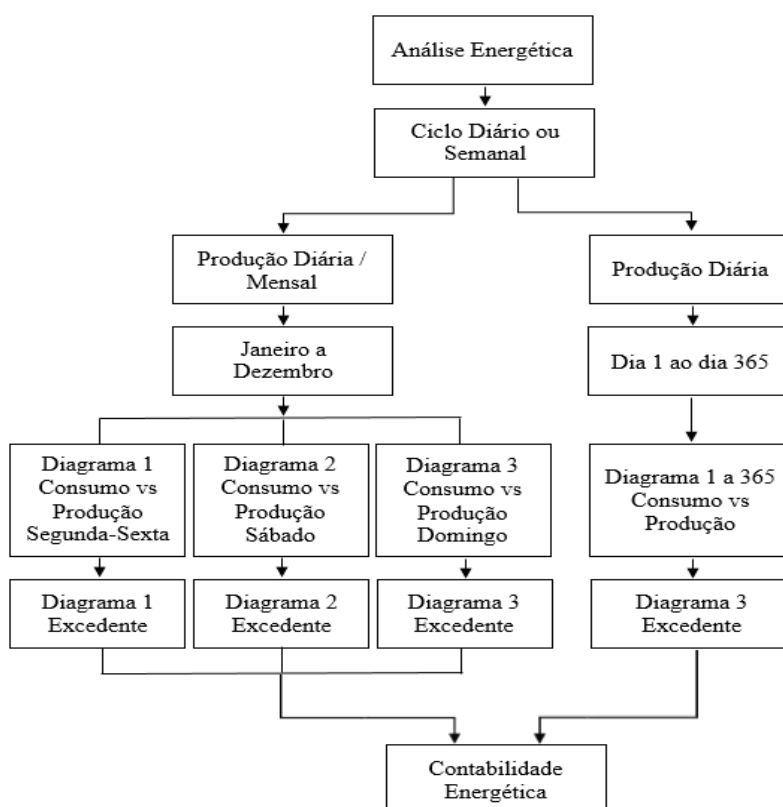 Análise Energética
Ciclo Diário ou
Semanal
Produção Diária /
Mensal
Produção Diária
Janeiro a
Dezembro
Dia 1 ao dia 365
Diagrama 1
Consumo vs
Produção
Segunda-Sexta
Diagrama 2
Consumo vs
Produção
Sábado
Diagrama 3
Consumo vs
Produção
Domingo
Diagrama 1 a 365
Consumo vs
Produção
Diagrama 1
Excedente
Diagrama 2
Excedente
Diagrama 3
Excedente
Diagrama 3
Excedente
Contabilidade
Energética